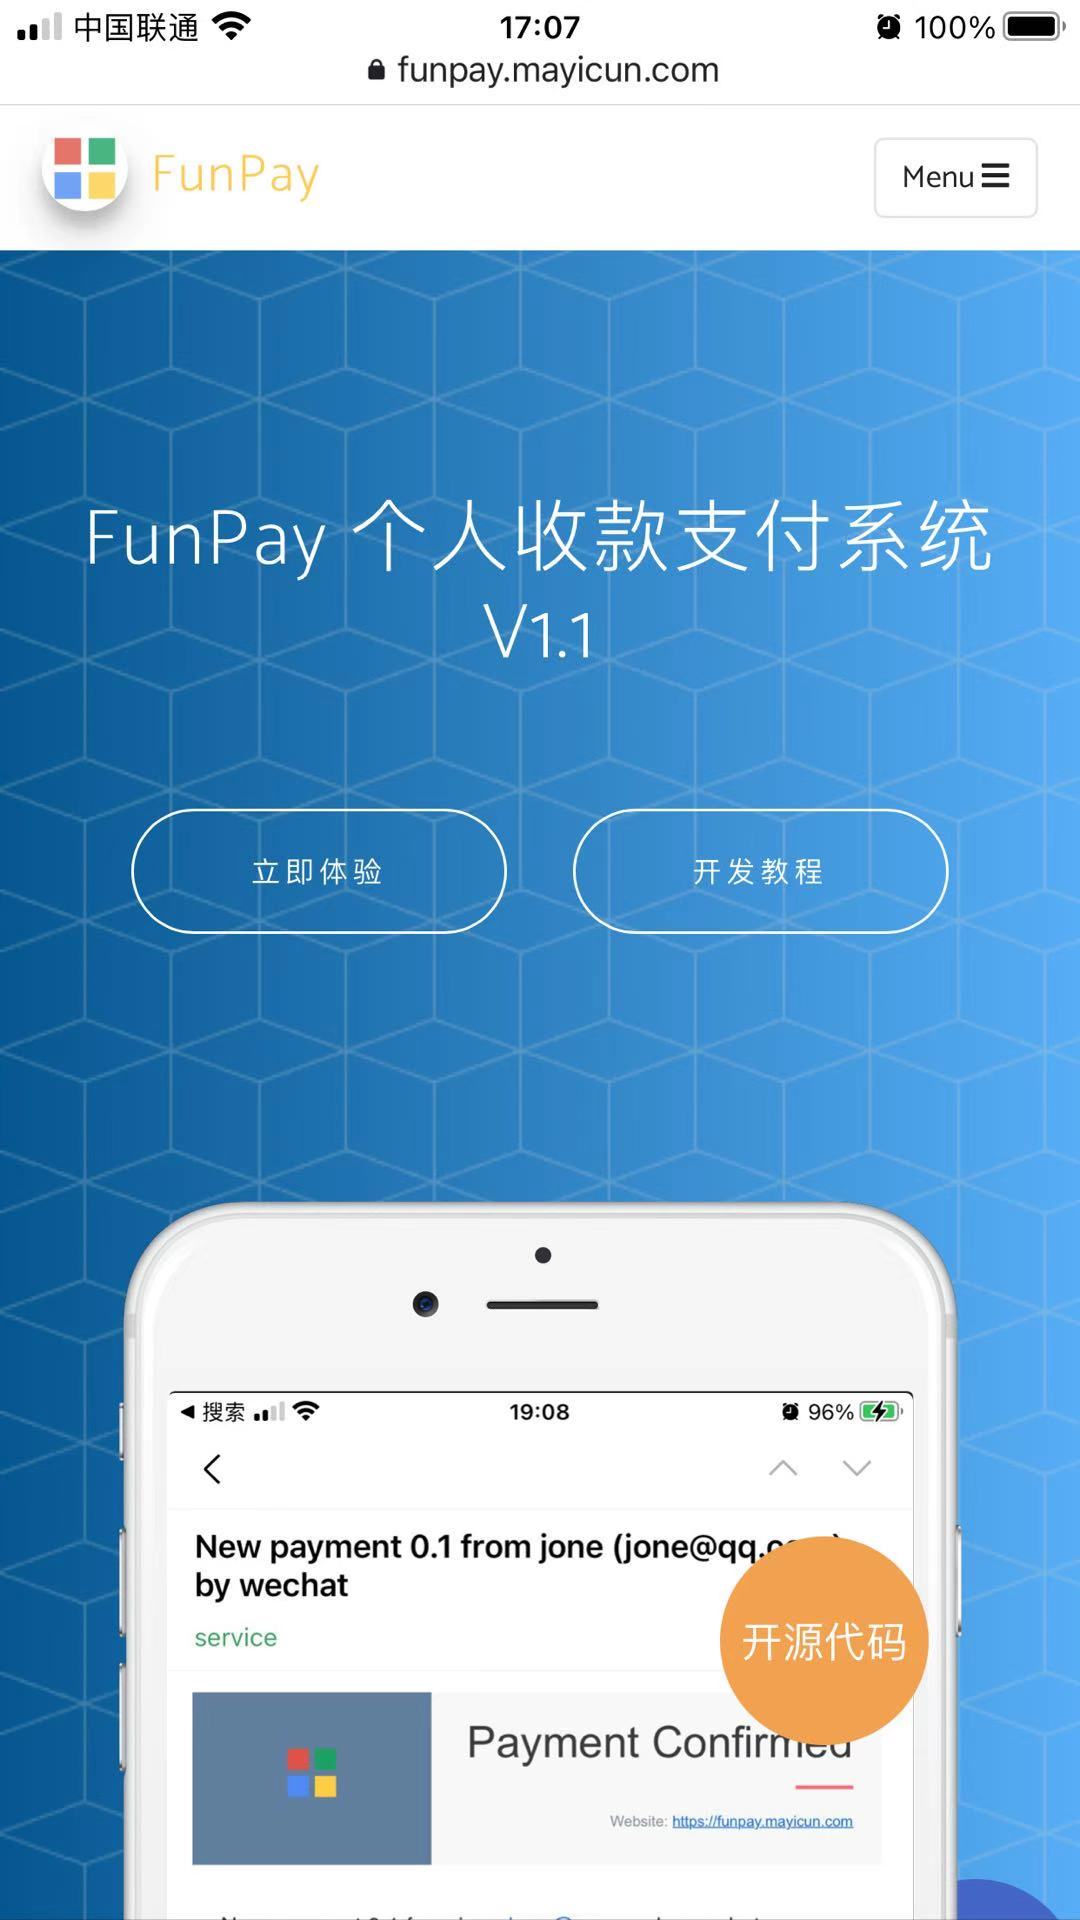 中国联通 17:07 100%
funpay.mayicun.com
FunPay Menu
FunPay 个人收款支付系统
V1.1
立即体验 开发教程
搜索 19:08 96%
New payment 0.1 from jone (jone@qq.
by wechat
service
开源代码
Payment Confirmed
Website: https://funpay.mayicun.com